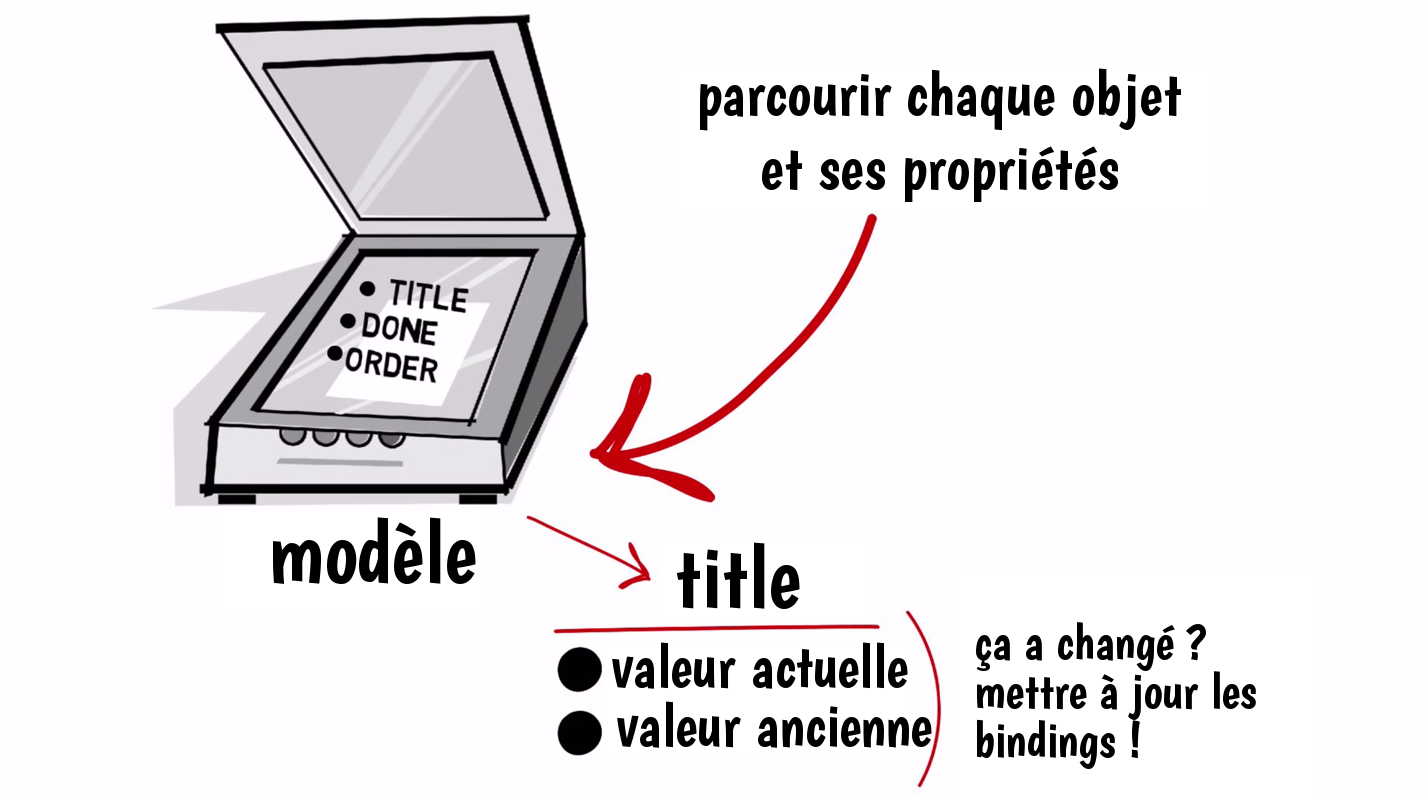 parcourir chaque objet
et ses propriétés
TITLE
DONE
ORDER
modèle
title
valeur actuelle
valeur ancienne
ça a changé ?
mettre à jour les
bindings !